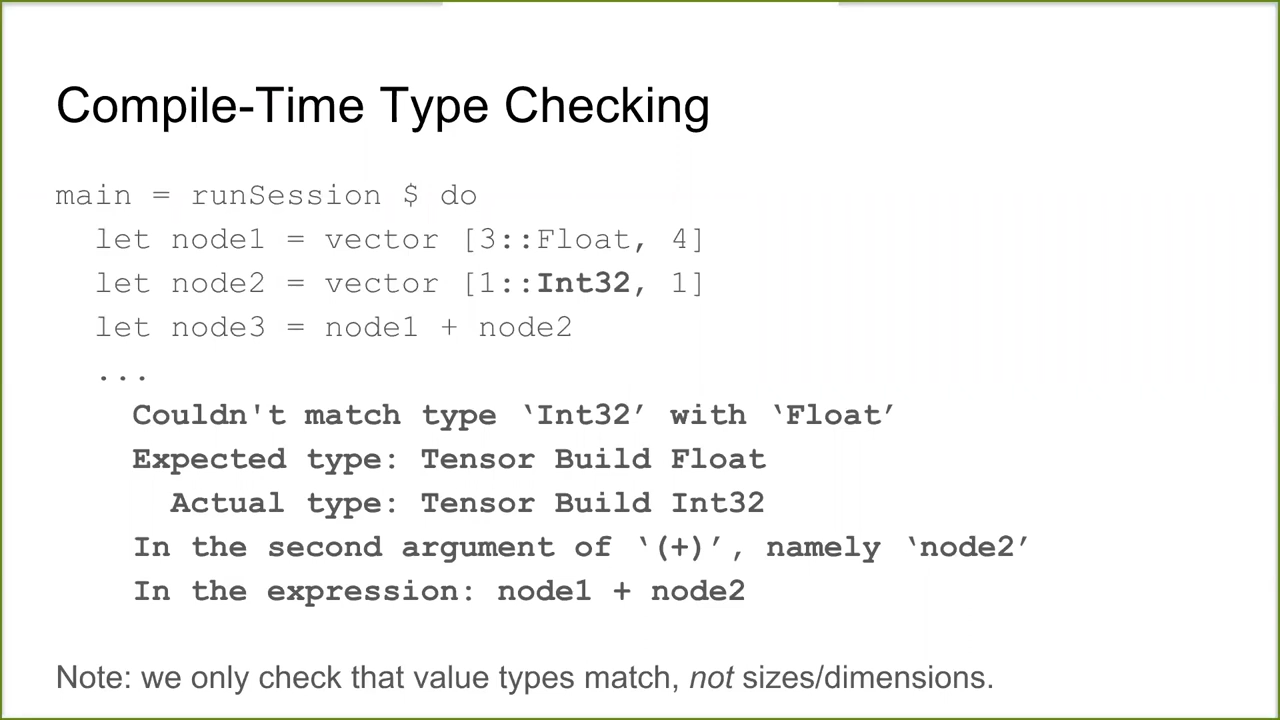 Compile-Time Type Checking
main = runSession $ do
let node1 = vector [3::Float, 4]
let node2 = vector [1::Int32, 1]
let node3 = node1 + node2
...
Couldn't match type ‘Int32’ with ‘Float’
Expected type: Tensor Build Float
Actual type: Tensor Build Int32
In the second argument of ‘(+)’, namely ‘node2’
In the expression: node1 + node2
Note: we only check that value types match, not sizes/dimensions.